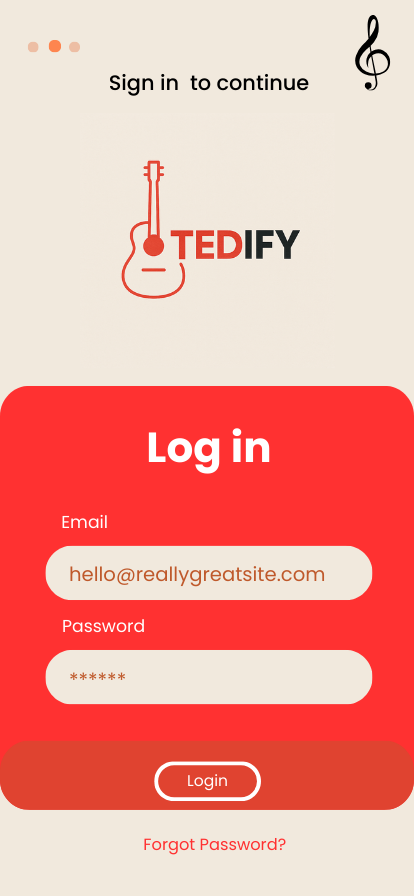 Sign in  to continue
TEDIFY
Log in
Email
hello@reallygreatsite.com
Password
******
Login
Forgot Password?